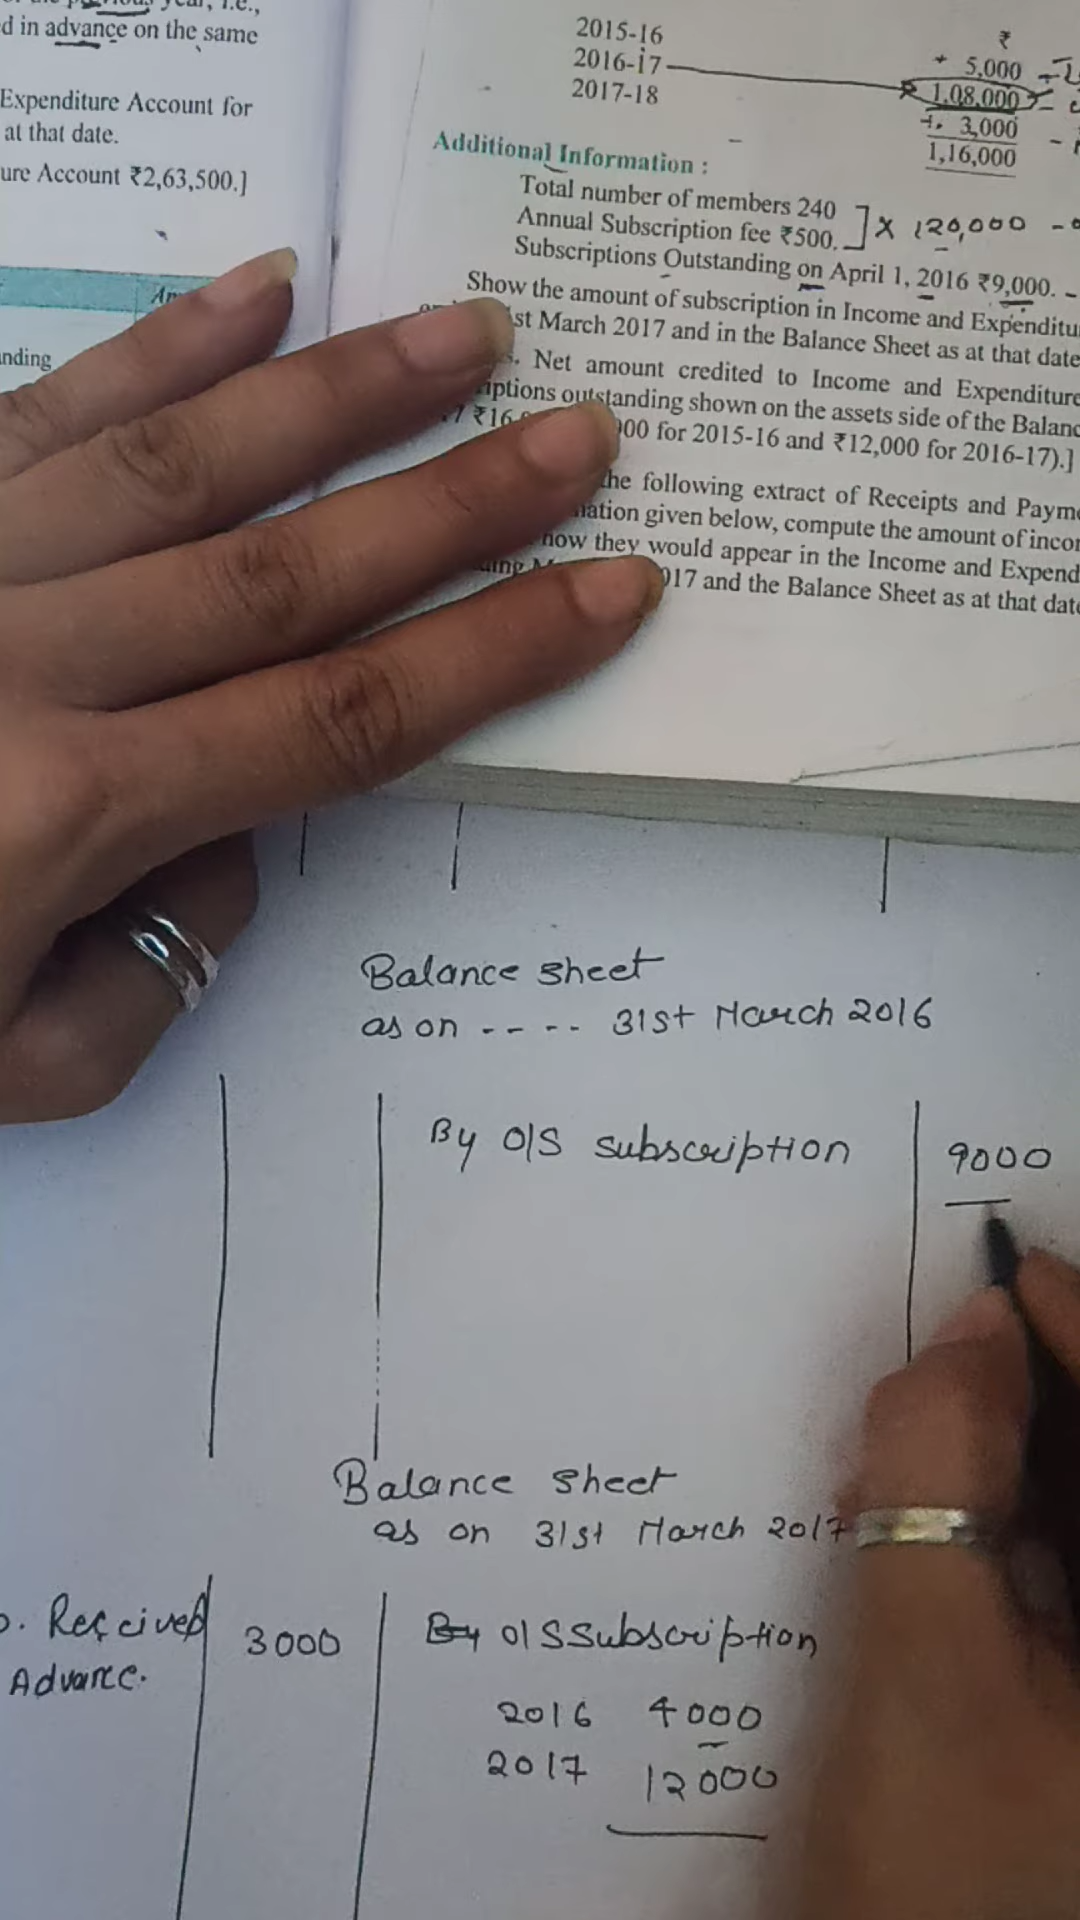 d in advance on the same
Expenditure Account for
at that date.
ure Account ₹2,63,500.]
nding
2015-16
2016-17
2017-18
₹
+ 5,000
1,08,000
+ 3,000
1,16,000
Additional Information :
Total number of members 240
Annual Subscription fee ₹500.
] × 120,000
Subscriptions Outstanding on April 1, 2016 ₹9,000.
Show the amount of subscription in Income and Expenditu
st March 2017 and in the Balance Sheet as at that date
Net amount credited to Income and Expenditure
iptions outstanding shown on the assets side of the Balanc
₹16 000 for 2015-16 and ₹12,000 for 2016-17).]
the following extract of Receipts and Payme
nation given below, compute the amount of incor
how they would appear in the Income and Expend
017 and the Balance Sheet as at that date
Balance sheet
as on ---- 31st March 2016
By O/S subscription 9000
Balance sheet
as on 31st March 2017
Received 3000 By O/S Subscription
Advance.
2016 4000
2017 12000